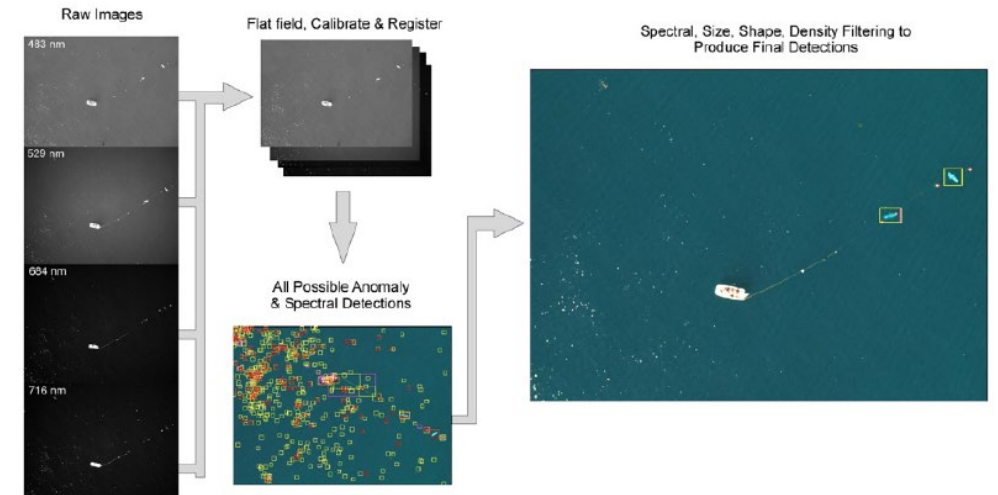 Raw Images
483 nm
529 nm
684 nm
716 nm
Flat field, Calibrate & Register
All Possible Anomaly
& Spectral Detections
Spectral, Size, Shape, Density Filtering to
Produce Final Detections